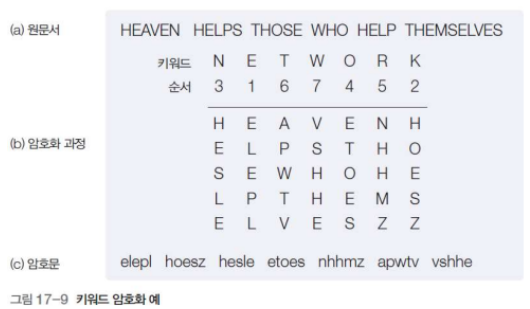 (a) 원문서 HEAVEN HELPS THOSE WHO HELP THEMSELVES
키워드 N E T W O R K
순서 3 1 6 7 4 5 2
H E A V E N H
(b) 암호화 과정 E L P S T H O
S E W H O H E
L P T H E M S
E L V E S Z Z
(c) 암호문 elepl hoesz hesle etoes nhhmz apwtv vshhe
그림 17-9 키워드 암호화 예